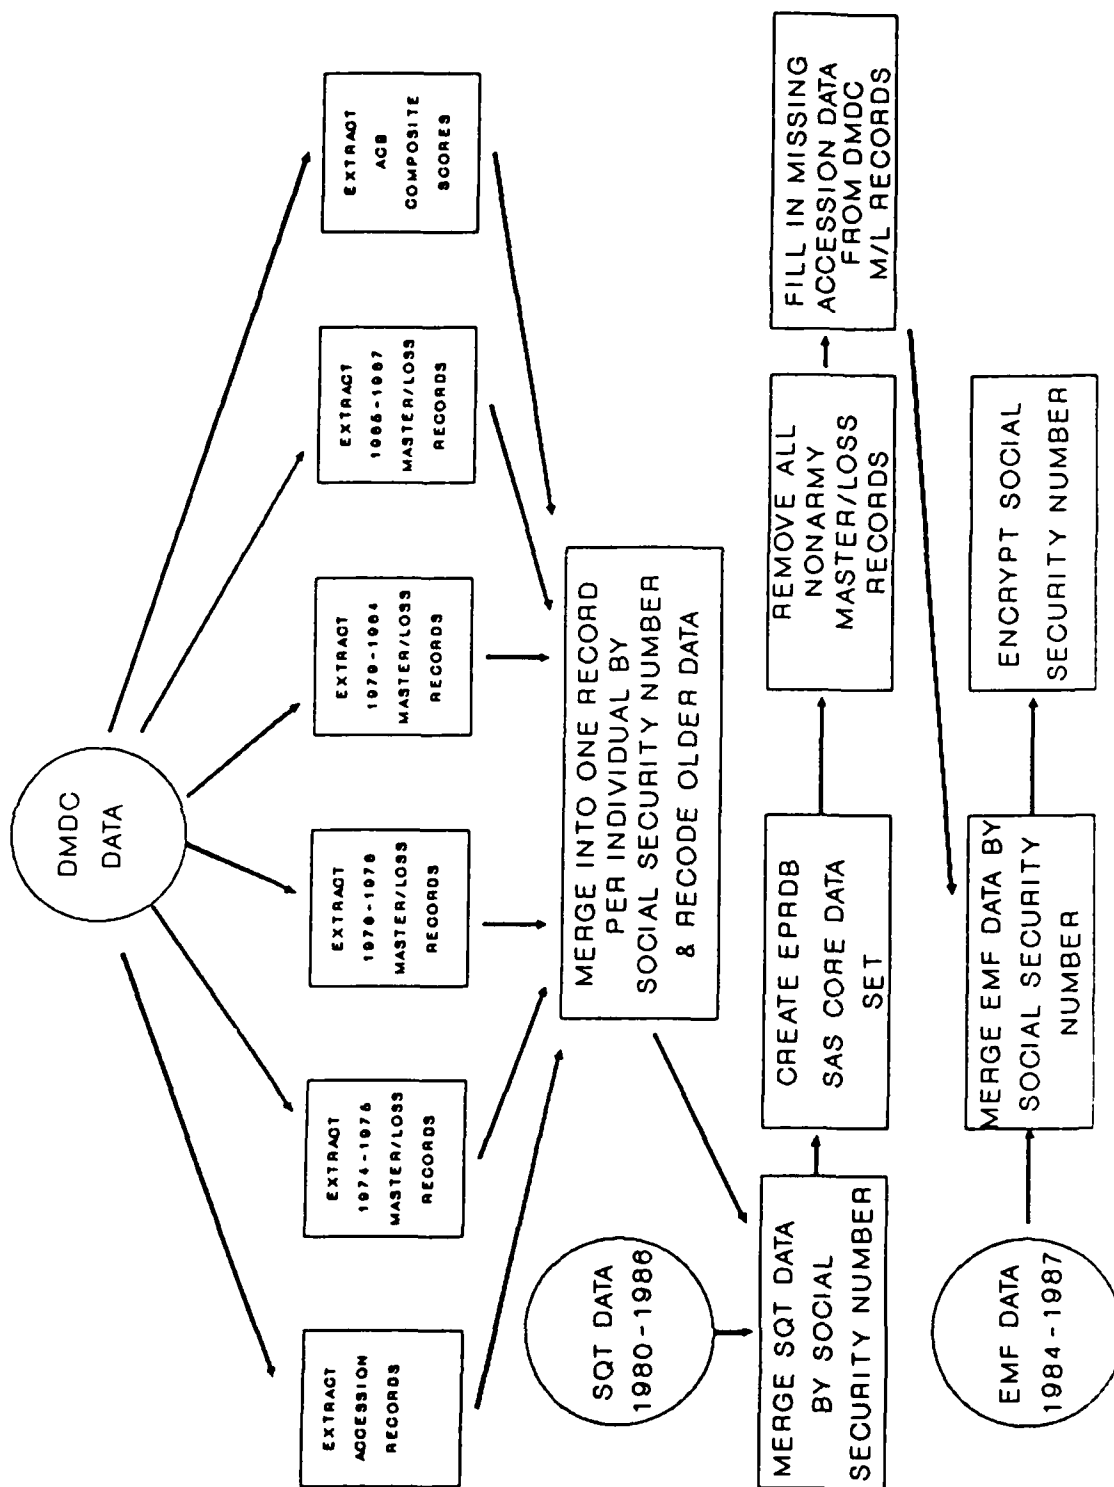 DMDC
DATA
EXTRACT
ACCESSION
RECORDS
EXTRACT
1974-1975
MASTER/LOSS
RECORDS
EXTRACT
1976-1978
MASTER/LOSS
RECORDS
EXTRACT
1979-1984
MASTER/LOSS
RECORDS
EXTRACT
1985-1987
MASTER/LOSS
RECORDS
EXTRACT
ACB
COMPOSITE
SCORES
MERGE INTO ONE RECORD
PER INDIVIDUAL BY
SOCIAL SECURITY NUMBER
& RECODE OLDER DATA
SQT DATA
1980-1986
MERGE SQT DATA
BY SOCIAL
SECURITY NUMBER
CREATE EPRDB
SAS CORE DATA
SET
REMOVE ALL
NONARMY
MASTER/LOSS
RECORDS
FILL IN MISSING
ACCESSION DATA
FROM DMDC
M/L RECORDS
EMF DATA
1984-1987
MERGE EMF DATA BY
SOCIAL SECURITY
NUMBER
ENCRYPT SOCIAL
SECURITY NUMBER